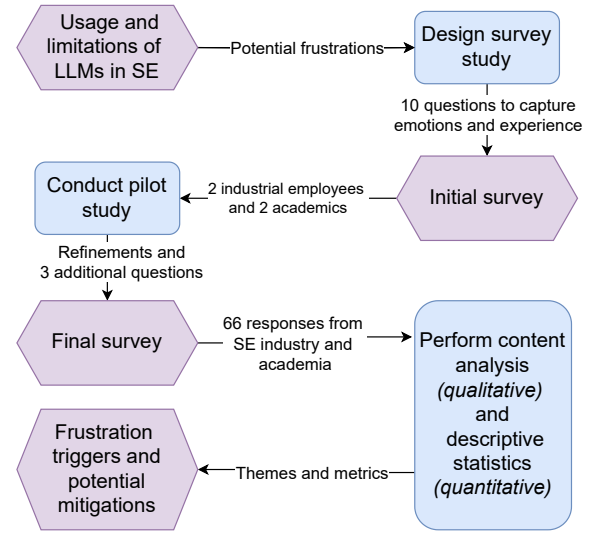 Usage and
limitations of
LLMs in SE
Potential frustrations
Design survey
study
10 questions to capture
emotions and experience
Initial survey
2 industrial employees
and 2 academics
Conduct pilot
study
Refinements and
3 additional questions
Final survey
66 responses from
SE industry and
academia
Perform content
analysis
(qualitative)
and
descriptive
statistics
(quantitative)
Themes and metrics
Frustration
triggers and
potential
mitigations